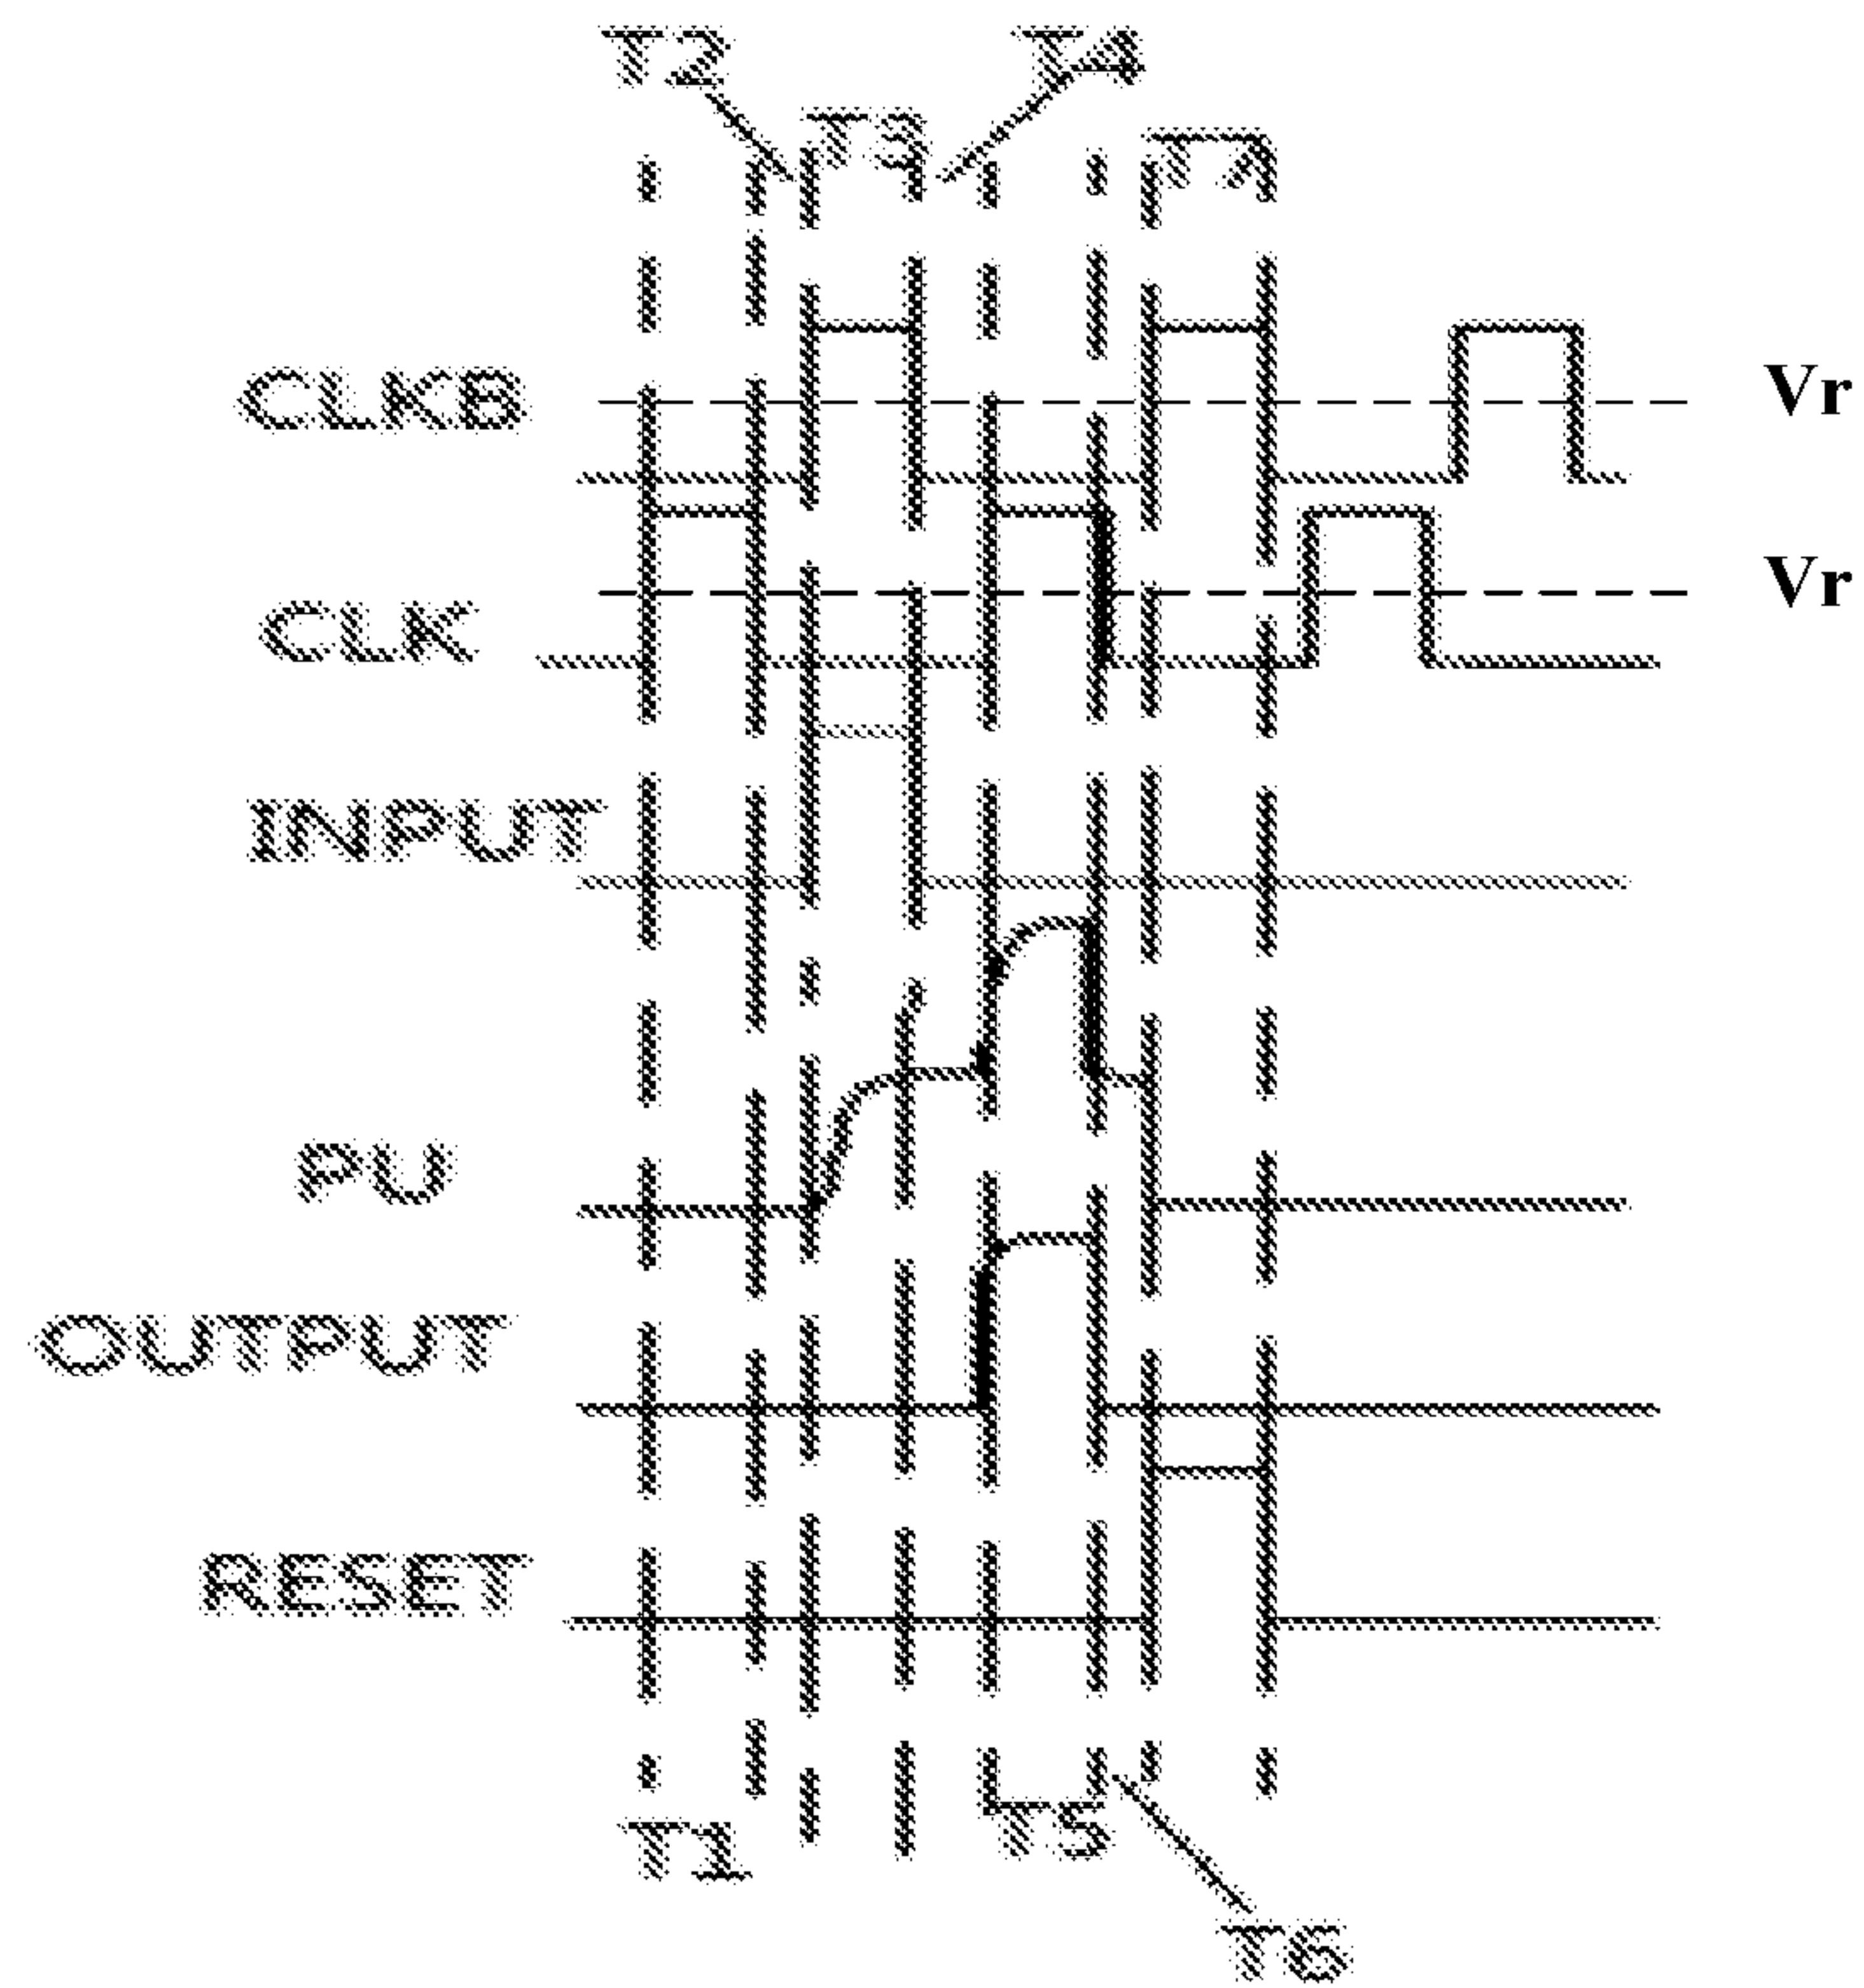 T2
T4
T3
T7
CLKB
Vr
CLK
Vr
INPUT
PU
OUTPUT
RESET
T1
T5
T6